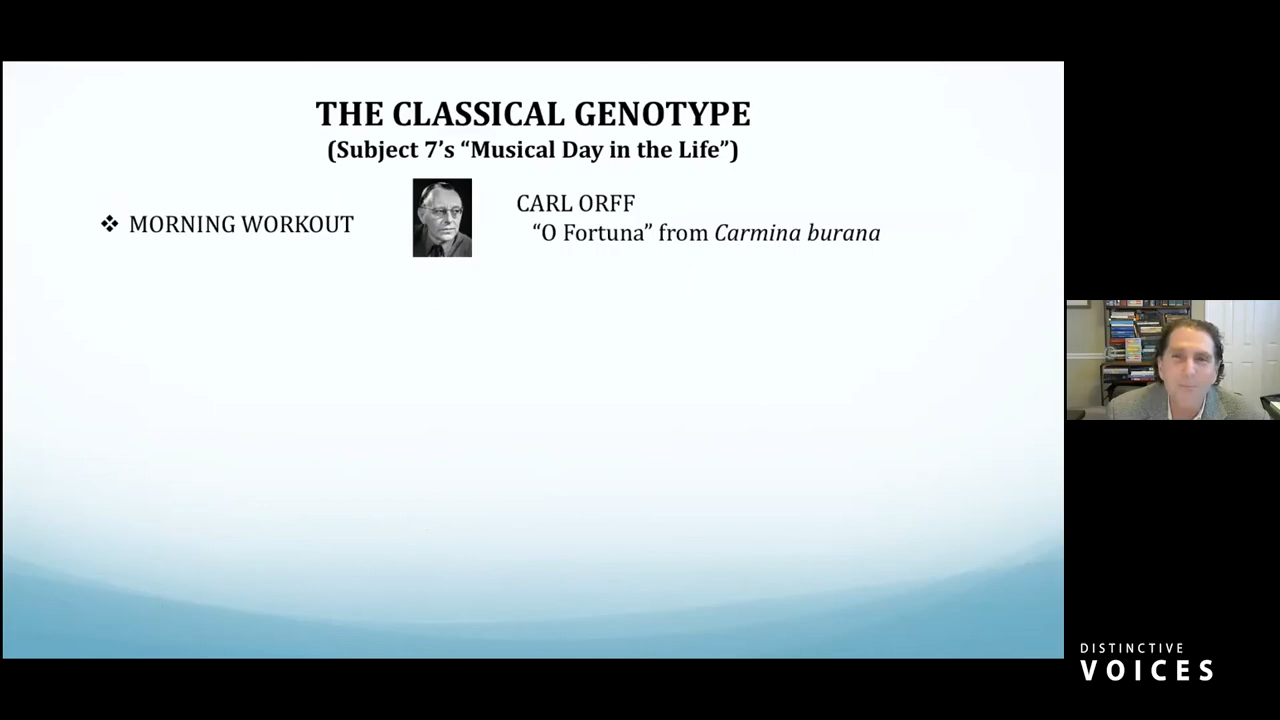 THE CLASSICAL GENOTYPE
(Subject 7’s “Musical Day in the Life”)
❖ MORNING WORKOUT
CARL ORFF
“O Fortuna” from Carmina burana
DISTINCTIVE
VOICES